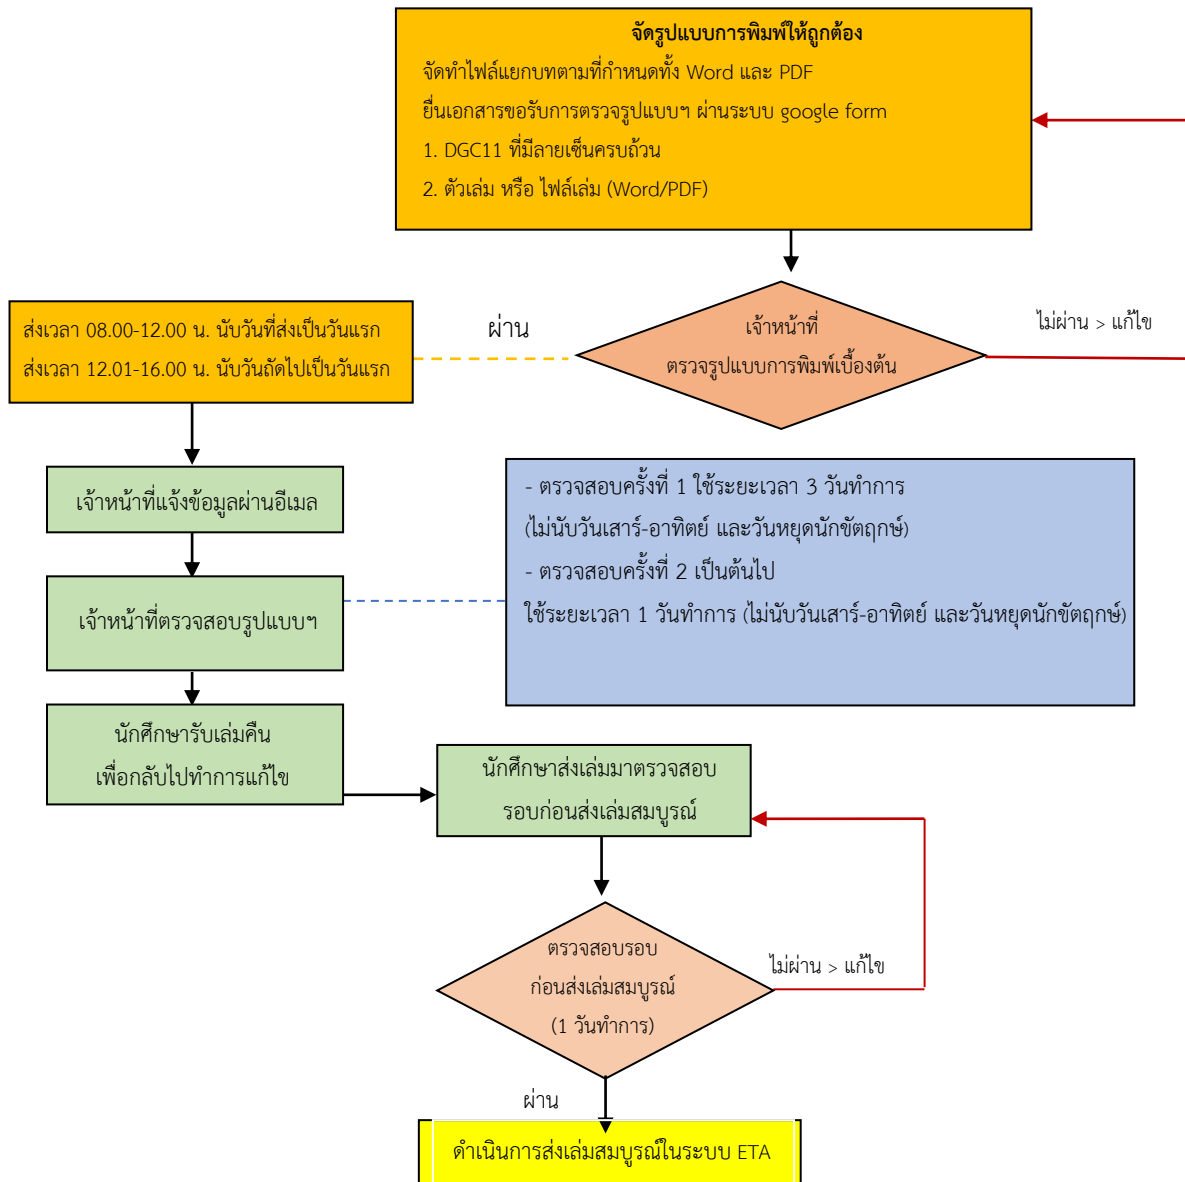 จัดรูปแบบการพิมพ์ให้ถูกต้อง
จัดทำไฟล์แยกบทตามที่กำหนดทั้ง Word และ PDF
ยื่นเอกสารขอรับการตรวจรูปแบบฯ ผ่านระบบ google form
1. DGC11 ที่มีลายเซ็นครบถ้วน
2. ตัวเล่ม หรือ ไฟล์เล่ม (Word/PDF)
เจ้าหน้าที่
ตรวจรูปแบบการพิมพ์เบื้องต้น
ไม่ผ่าน > แก้ไข
ผ่าน
ส่งเวลา 08.00-12.00 น. นับวันที่ส่งเป็นวันแรก
ส่งเวลา 12.01-16.00 น. นับวันถัดไปเป็นวันแรก
เจ้าหน้าที่แจ้งข้อมูลผ่านอีเมล
เจ้าหน้าที่ตรวจสอบรูปแบบฯ
- ตรวจสอบครั้งที่ 1 ใช้ระยะเวลา 3 วันทำการ
(ไม่นับวันเสาร์-อาทิตย์ และวันหยุดนักขัตฤกษ์)
- ตรวจสอบครั้งที่ 2 เป็นต้นไป
ใช้ระยะเวลา 1 วันทำการ (ไม่นับวันเสาร์-อาทิตย์ และวันหยุดนักขัตฤกษ์)
นักศึกษารับเล่มคืน
เพื่อกลับไปทำการแก้ไข
นักศึกษาส่งเล่มมาตรวจสอบ
รอบก่อนส่งเล่มสมบูรณ์
ตรวจสอบรอบ
ก่อนส่งเล่มสมบูรณ์
(1 วันทำการ)
ไม่ผ่าน > แก้ไข
ผ่าน
ดำเนินการส่งเล่มสมบูรณ์ในระบบ ETA